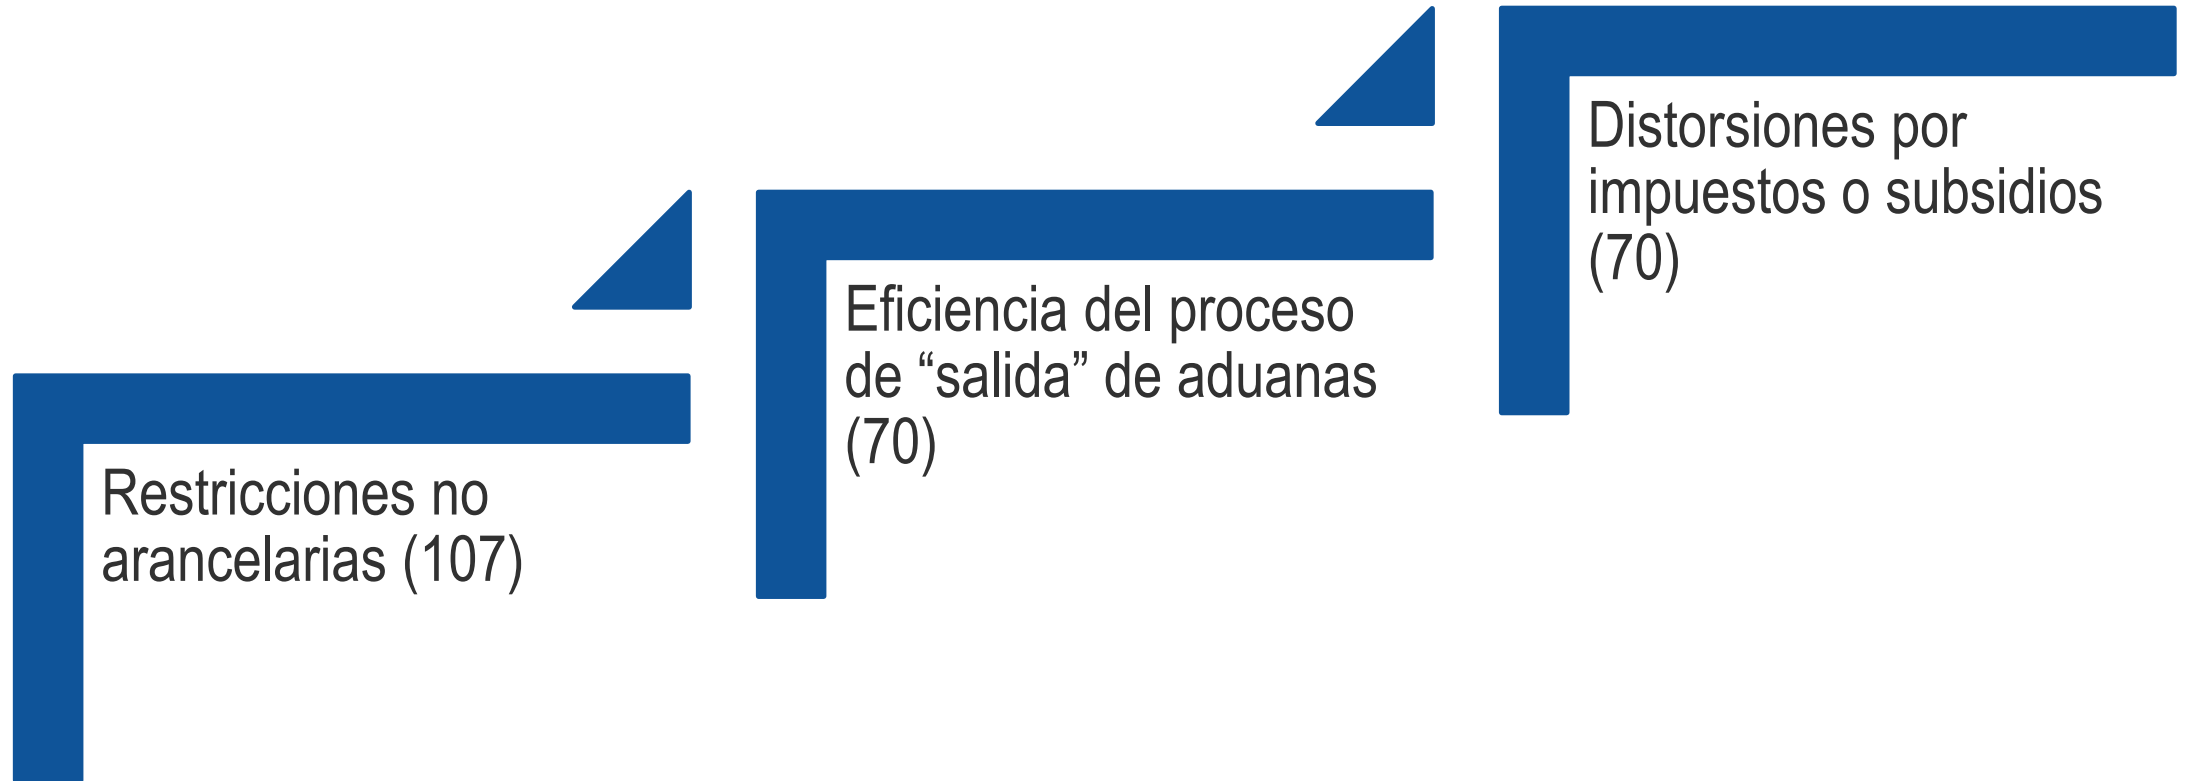 Restricciones no
arancelarias (107)
Eficiencia del proceso
de “salida” de aduanas
(70)
Distorsiones por
impuestos o subsidios
(70)